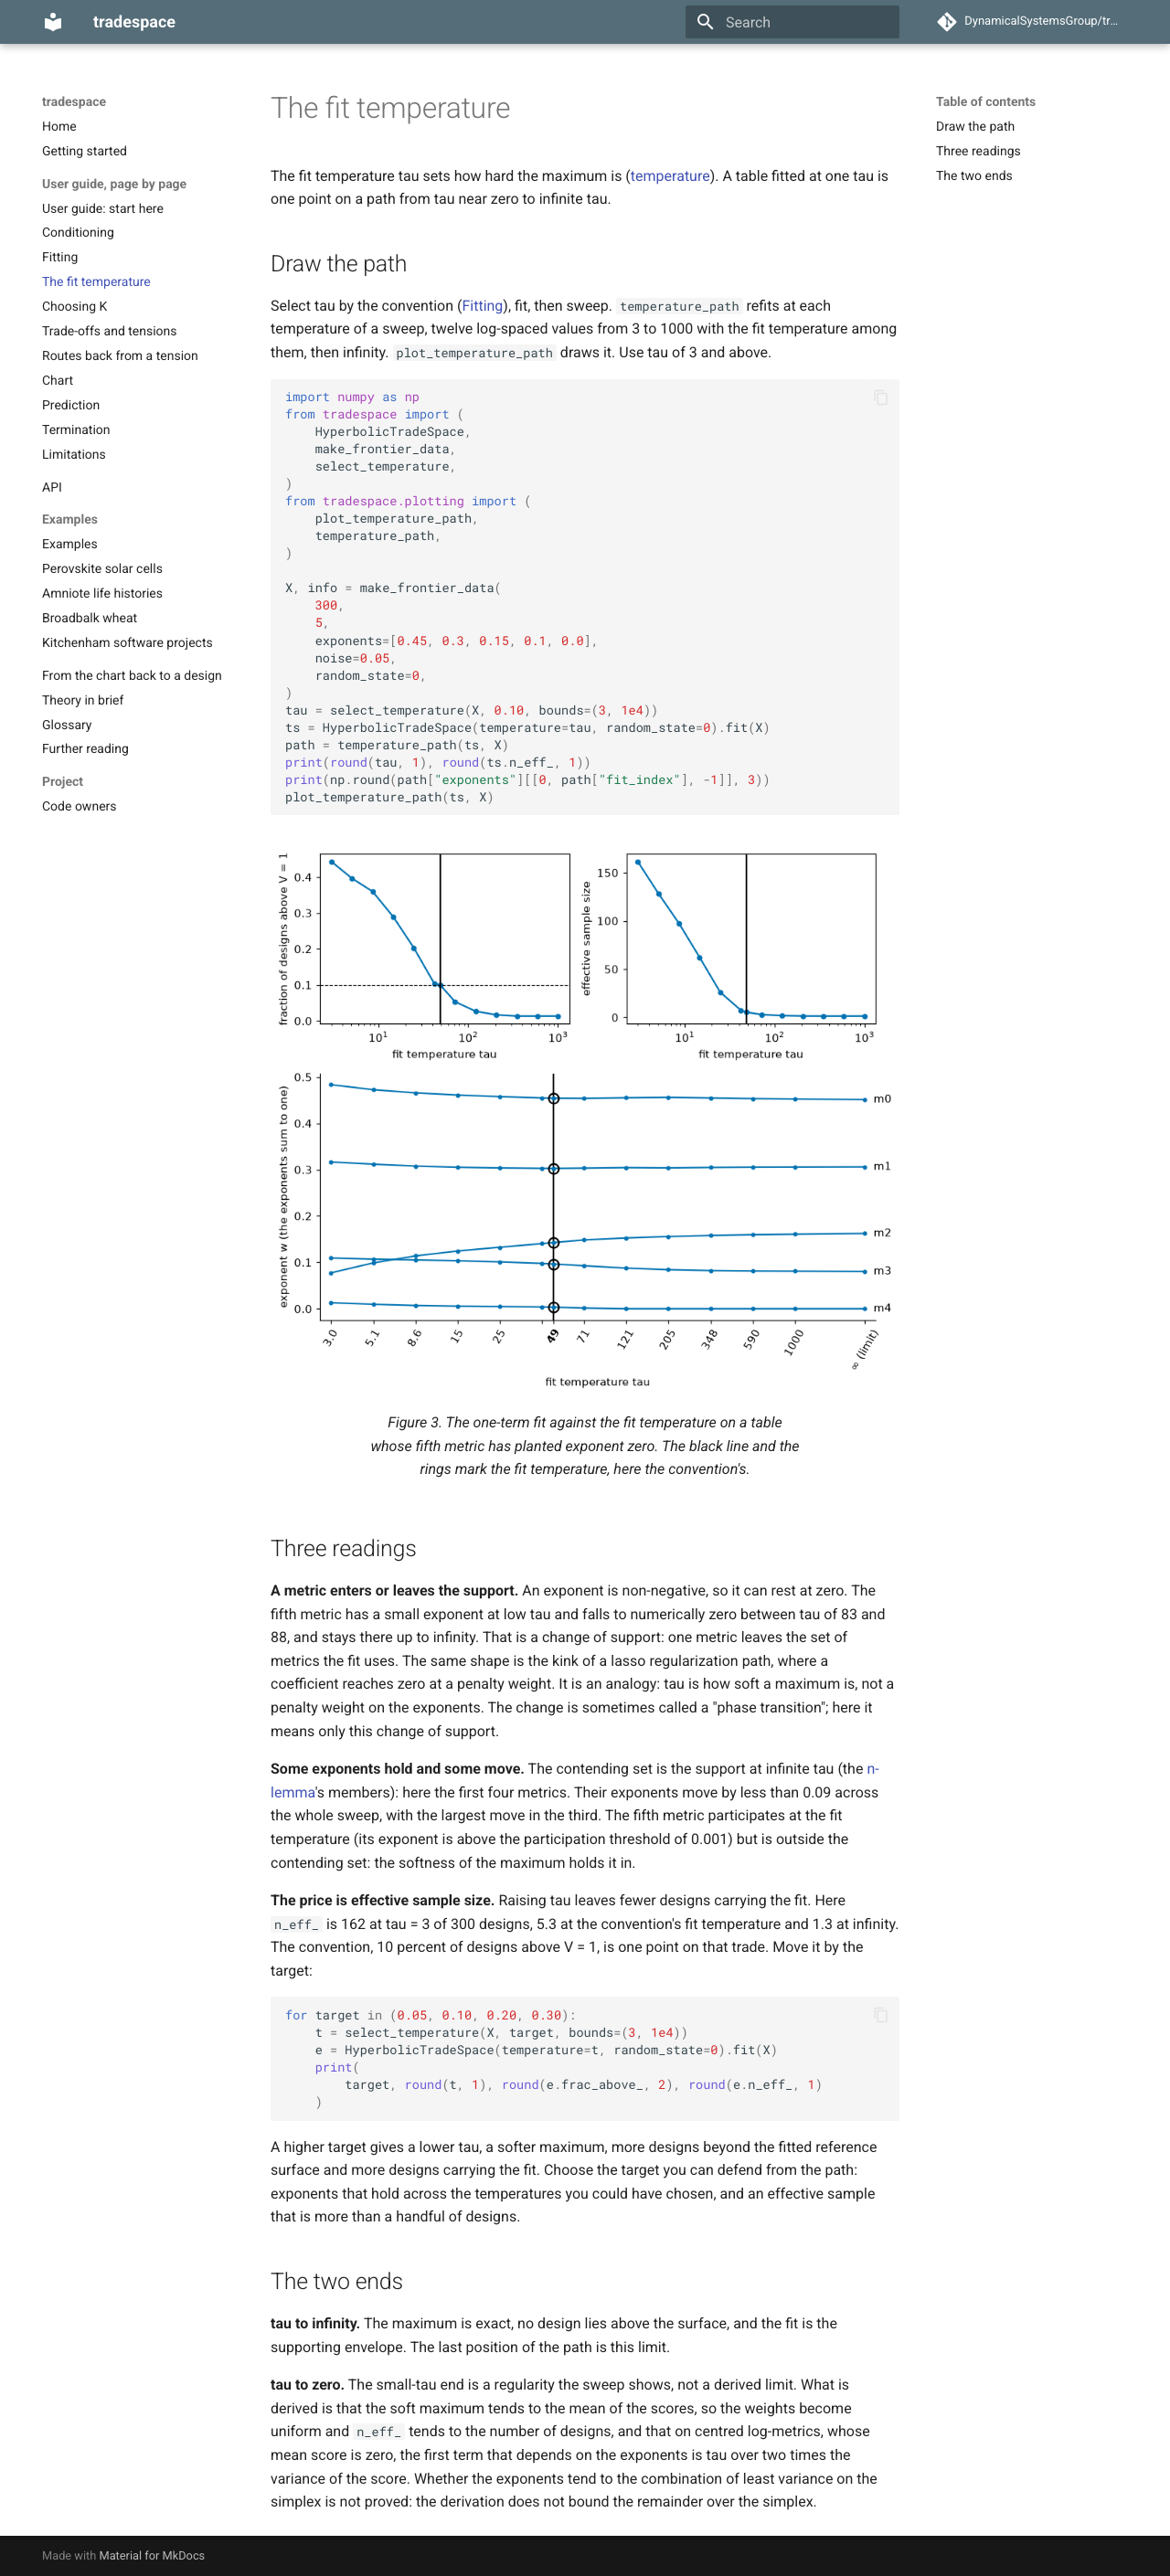 tradespace
Search
DynamicalSystemsGroup/tr...
tradespace
Home
Getting started
User guide, page by page
User guide: start here
Conditioning
Fitting
The fit temperature
Choosing K
Trade-offs and tensions
Routes back from a tension
Chart
Prediction
Termination
Limitations
API
Examples
Examples
Perovskite solar cells
Amniote life histories
Broadbalk wheat
Kitchenham software projects
From the chart back to a design
Theory in brief
Glossary
Further reading
Project
Code owners
The fit temperature
The fit temperature tau sets how hard the maximum is (temperature). A table fitted at one tau is
one point on a path from tau near zero to infinite tau.
Draw the path
Select tau by the convention (Fitting), fit, then sweep. temperature_path refits at each
temperature of a sweep, twelve log-spaced values from 3 to 1000 with the fit temperature among
them, then infinity. plot_temperature_path draws it. Use tau of 3 and above.
import numpy as np
from tradespace import (
    HyperbolicTradeSpace,
    make_frontier_data,
    select_temperature,
)
from tradespace.plotting import (
    plot_temperature_path,
    temperature_path,
)

X, info = make_frontier_data(
    300,
    5,
    exponents=[0.45, 0.3, 0.15, 0.1, 0.0],
    noise=0.05,
    random_state=0,
)
tau = select_temperature(X, 0.10, bounds=(3, 1e4))
ts = HyperbolicTradeSpace(temperature=tau, random_state=0).fit(X)
path = temperature_path(ts, X)
print(round(tau, 1), round(ts.n_eff_, 1))
print(np.round(path["exponents"][[0, path["fit_index"], -1]], 3))
plot_temperature_path(ts, X)
fraction of designs above V = 1
0.4
0.3
0.2
0.1
0.0
10^1
10^2
10^3
fit temperature tau
effective sample size
150
100
50
0
10^1
10^2
10^3
fit temperature tau
exponent w (the exponents sum to one)
0.5
0.4
0.3
0.2
0.1
0.0
m0
m1
m2
m3
m4
3.0
5.1
8.6
15
25
49
71
121
205
348
590
1000
∞ (limit)
fit temperature tau
Figure 3. The one-term fit against the fit temperature on a table
whose fifth metric has planted exponent zero. The black line and the
rings mark the fit temperature, here the convention's.
Three readings
A metric enters or leaves the support. An exponent is non-negative, so it can rest at zero. The
fifth metric has a small exponent at low tau and falls to numerically zero between tau of 83 and
88, and stays there up to infinity. That is a change of support: one metric leaves the set of
metrics the fit uses. The same shape is the kink of a lasso regularization path, where a
coefficient reaches zero at a penalty weight. It is an analogy: tau is how soft a maximum is, not a
penalty weight on the exponents. The change is sometimes called a "phase transition"; here it
means only this change of support.
Some exponents hold and some move. The contending set is the support at infinite tau (the n-
lemma's members): here the first four metrics. Their exponents move by less than 0.09 across
the whole sweep, with the largest move in the third. The fifth metric participates at the fit
temperature (its exponent is above the participation threshold of 0.001) but is outside the
contending set: the softness of the maximum holds it in.
The price is effective sample size. Raising tau leaves fewer designs carrying the fit. Here
n_eff_ is 162 at tau = 3 of 300 designs, 5.3 at the convention's fit temperature and 1.3 at infinity.
The convention, 10 percent of designs above V = 1, is one point on that trade. Move it by the
target:
for target in (0.05, 0.10, 0.20, 0.30):
    t = select_temperature(X, target, bounds=(3, 1e4))
    e = HyperbolicTradeSpace(temperature=t, random_state=0).fit(X)
    print(
        target, round(t, 1), round(e.frac_above_, 2), round(e.n_eff_, 1)
    )
A higher target gives a lower tau, a softer maximum, more designs beyond the fitted reference
surface and more designs carrying the fit. Choose the target you can defend from the path:
exponents that hold across the temperatures you could have chosen, and an effective sample
that is more than a handful of designs.
The two ends
tau to infinity. The maximum is exact, no design lies above the surface, and the fit is the
supporting envelope. The last position of the path is this limit.
tau to zero. The small-tau end is a regularity the sweep shows, not a derived limit. What is
derived is that the soft maximum tends to the mean of the scores, so the weights become
uniform and n_eff_ tends to the number of designs, and that on centred log-metrics, whose
mean score is zero, the first term that depends on the exponents is tau over two times the
variance of the score. Whether the exponents tend to the combination of least variance on the
simplex is not proved: the derivation does not bound the remainder over the simplex.
Table of contents
Draw the path
Three readings
The two ends
Made with Material for MkDocs